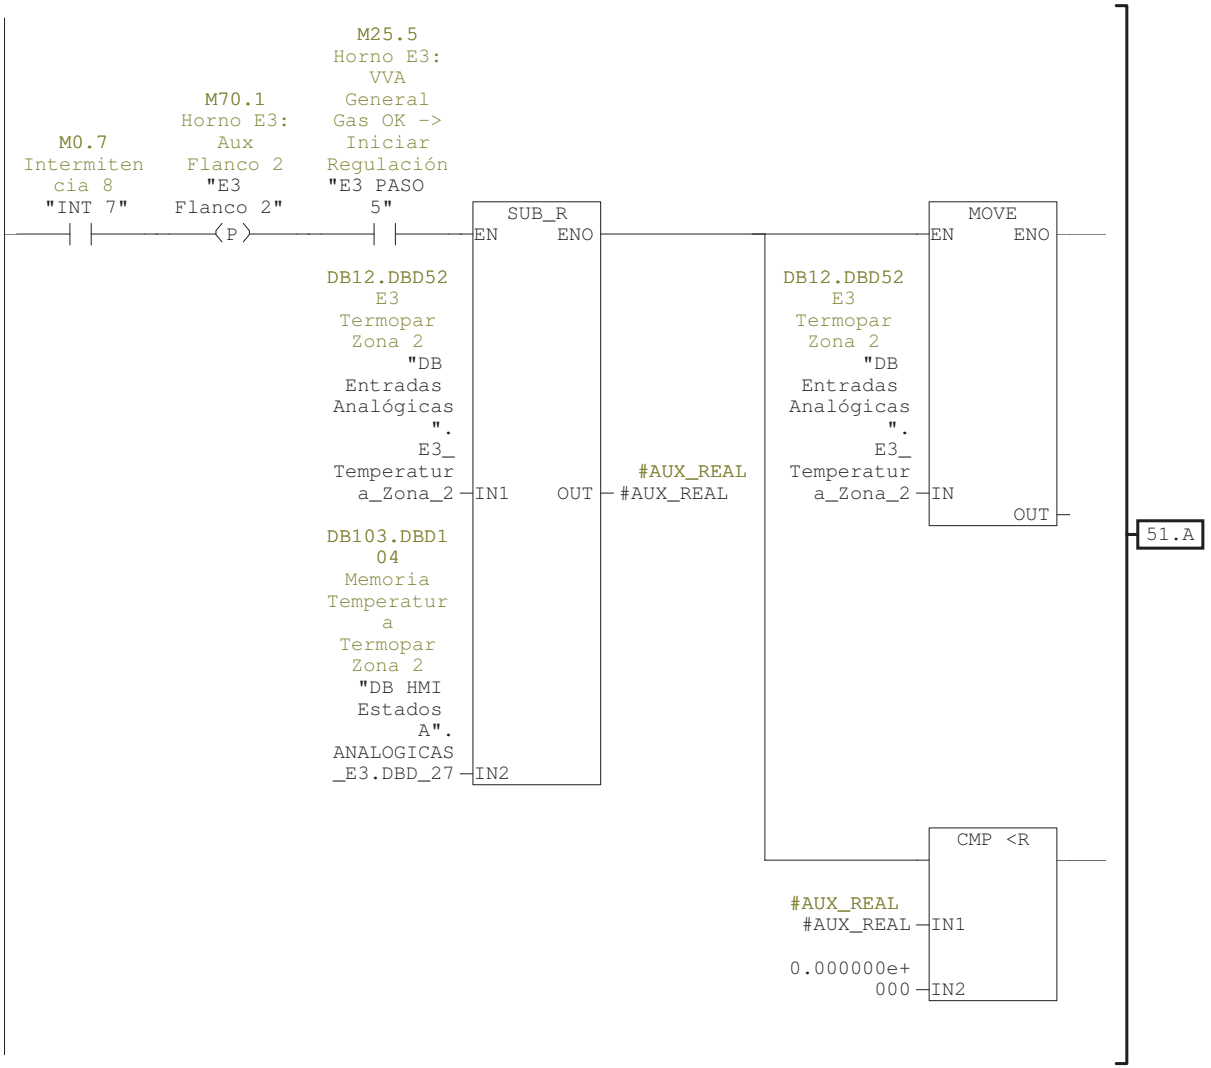 M25.5
Horno E3:
VVA
General
Gas OK ->
Iniciar
Regulación
"E3 PASO
5"
M70.1
Horno E3:
Aux
Flanco 2
"E3
Flanco 2"
M0.7
Intermiten
cia 8
"INT 7"
P
SUB_R
EN
ENO
MOVE
EN
ENO
DB12.DBD52
E3
Termopar
Zona 2
"DB
Entradas
Analógicas
".
E3_
Temperatur
a_Zona_2
IN1
OUT
#AUX_REAL
#AUX_REAL
DB12.DBD52
E3
Termopar
Zona 2
"DB
Entradas
Analógicas
".
E3_
Temperatur
a_Zona_2
IN
OUT
51.A
DB103.DBD1
04
Memoria
Temperatur
a
Termopar
Zona 2
"DB HMI
Estados
A".
ANALOGICAS
_E3.DBD_27
IN2
CMP <R
#AUX_REAL
#AUX_REAL
IN1
0.000000e+
000
IN2